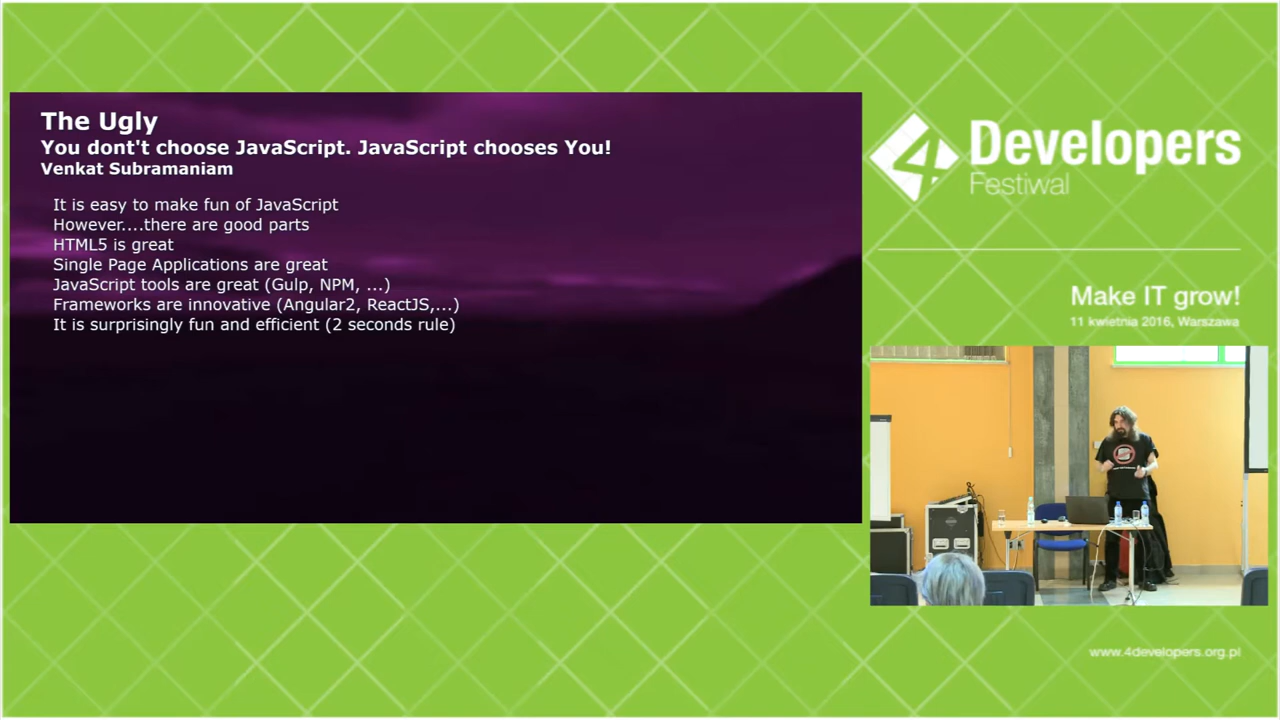 The Ugly
You dont't choose JavaScript. JavaScript chooses You!
Venkat Subramaniam
It is easy to make fun of JavaScript
However....there are good parts
HTML5 is great
Single Page Applications are great
JavaScript tools are great (Gulp, NPM, ...)
Frameworks are innovative (Angular2, ReactJS,...)
It is surprisingly fun and efficient (2 seconds rule)
4Developers
Festiwal
Make IT grow!
11 kwietnia 2016, Warszawa
www.4developers.org.pl